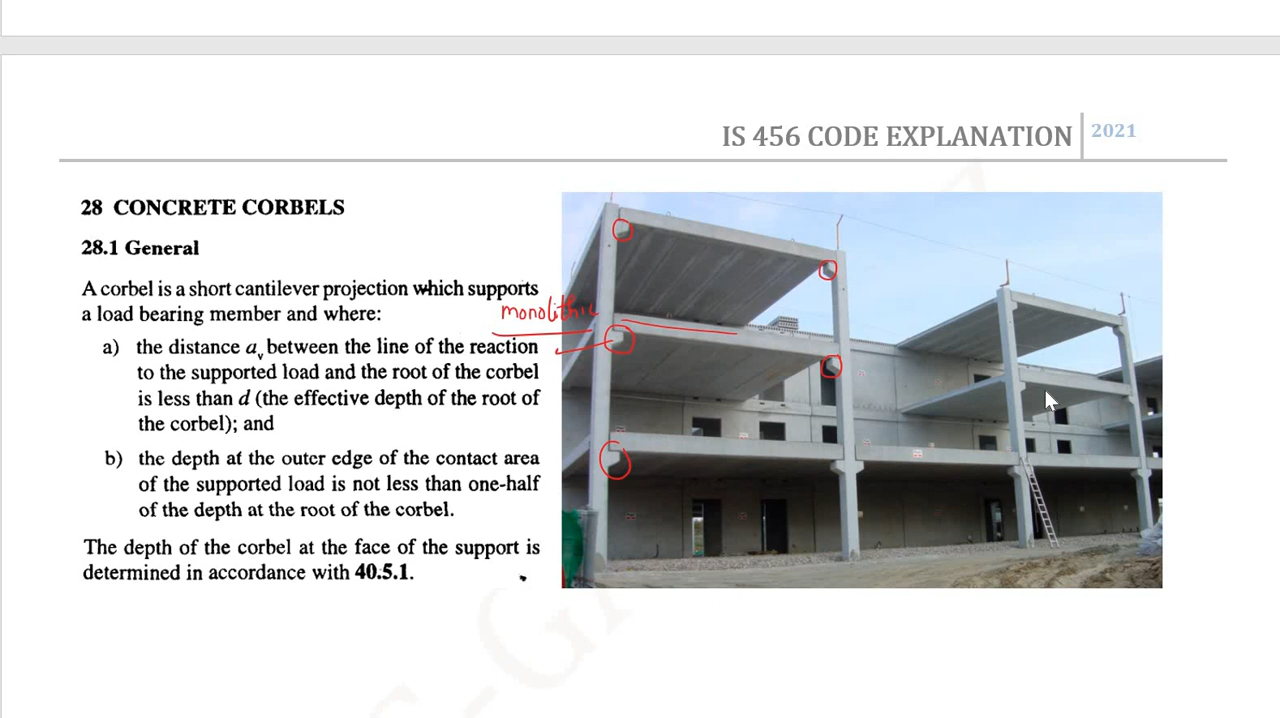 IS 456 CODE EXPLANATION 2021
28 CONCRETE CORBELS
28.1 General
A corbel is a short cantilever projection which supports
a load bearing member and where:
monolithic
a) the distance aᵥ between the line of the reaction
to the supported load and the root of the corbel
is less than d (the effective depth of the root of
the corbel); and
b) the depth at the outer edge of the contact area
of the supported load is not less than one-half
of the depth at the root of the corbel.
The depth of the corbel at the face of the support is
determined in accordance with 40.5.1.